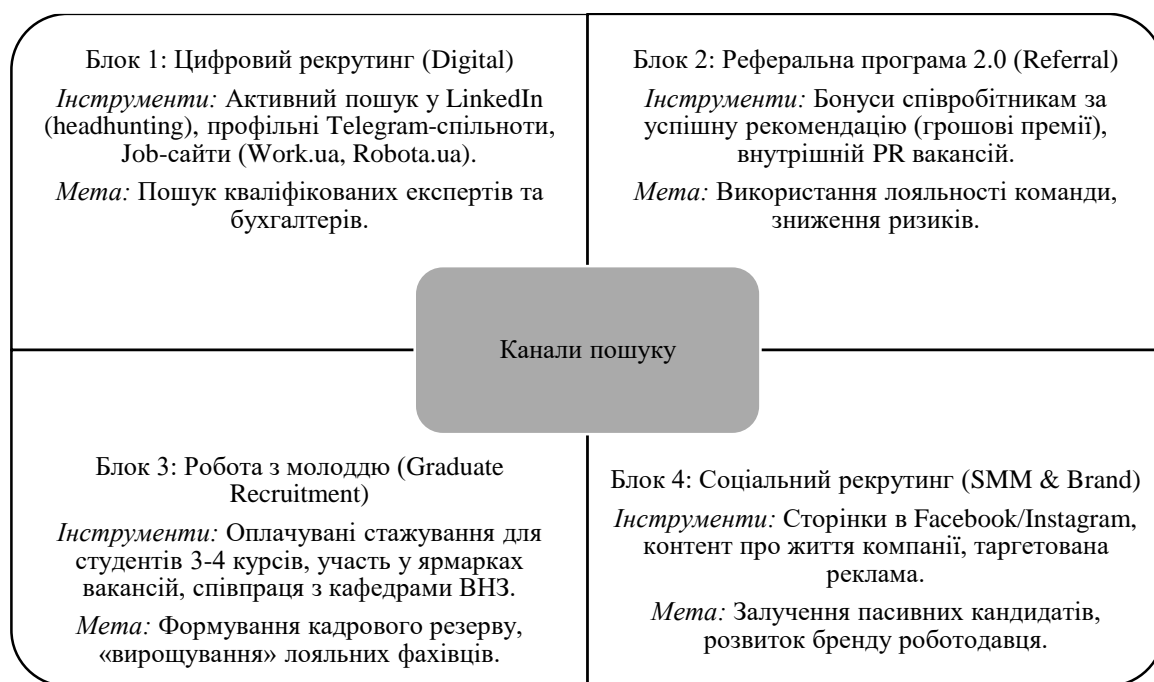 Блок 1: Цифровий рекрутинг (Digital)
Інструменти: Активний пошук у LinkedIn
(headhunting), профільні Telegram-спільноти,
Job-сайти (Work.ua, Robota.ua).
Мета: Пошук кваліфікованих експертів та
бухгалтерів.
Блок 2: Реферальна програма 2.0 (Referral)
Інструменти: Бонуси співробітникам за
успішну рекомендацію (грошові премії),
внутрішній PR вакансій.
Мета: Використання лояльності команди,
зниження ризиків.
Канали пошуку
Блок 3: Робота з молоддю (Graduate
Recruitment)
Інструменти: Оплачувані стажування для
студентів 3-4 курсів, участь у ярмарках
вакансій, співпраця з кафедрами ВНЗ.
Мета: Формування кадрового резерву,
«вирощування» лояльних фахівців.
Блок 4: Соціальний рекрутинг (SMM & Brand)
Інструменти: Сторінки в Facebook/Instagram,
контент про життя компанії, таргетована
реклама.
Мета: Залучення пасивних кандидатів,
розвиток бренду роботодавця.